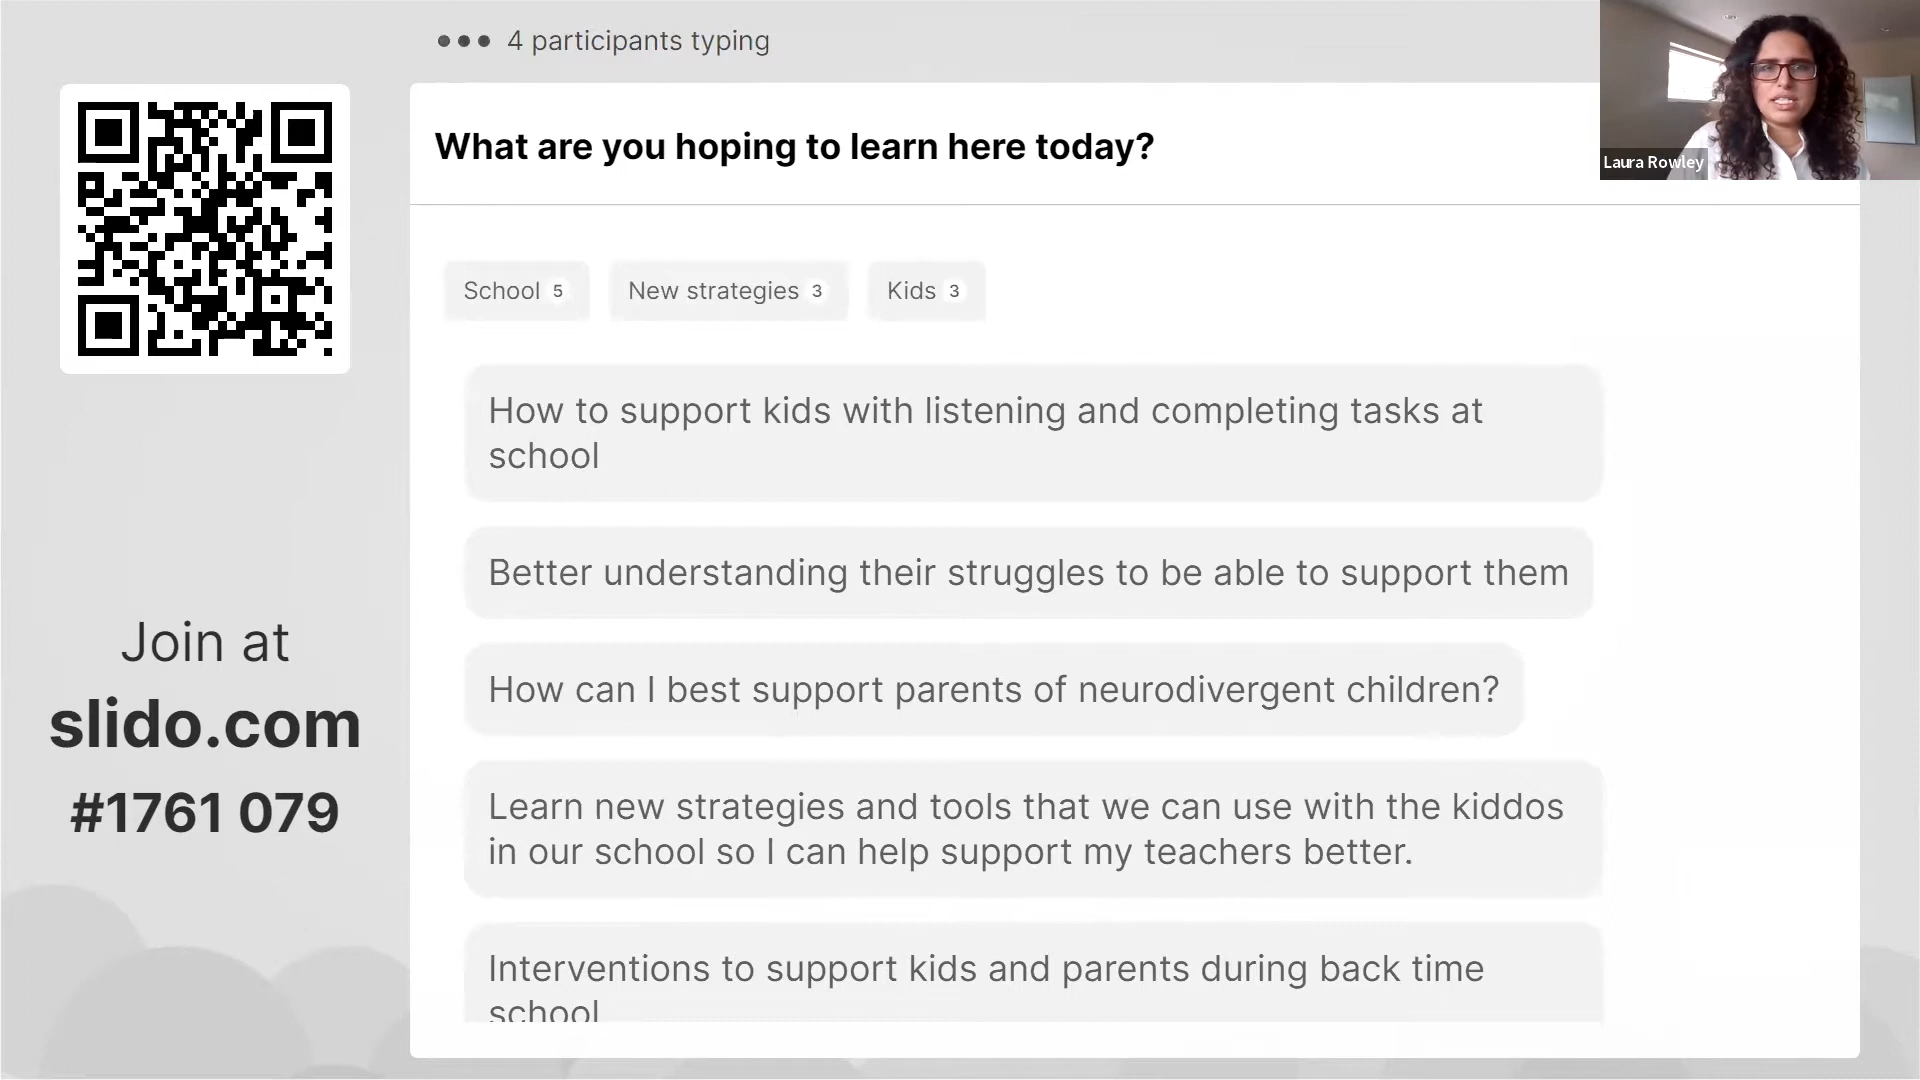 4 participants typing
What are you hoping to learn here today?
Laura Rowley
School 5
New strategies 3
Kids 3
How to support kids with listening and completing tasks at
school
Better understanding their struggles to be able to support them
How can I best support parents of neurodivergent children?
Learn new strategies and tools that we can use with the kiddos
in our school so I can help support my teachers better.
Interventions to support kids and parents during back time
school
Join at
slido.com
#1761 079